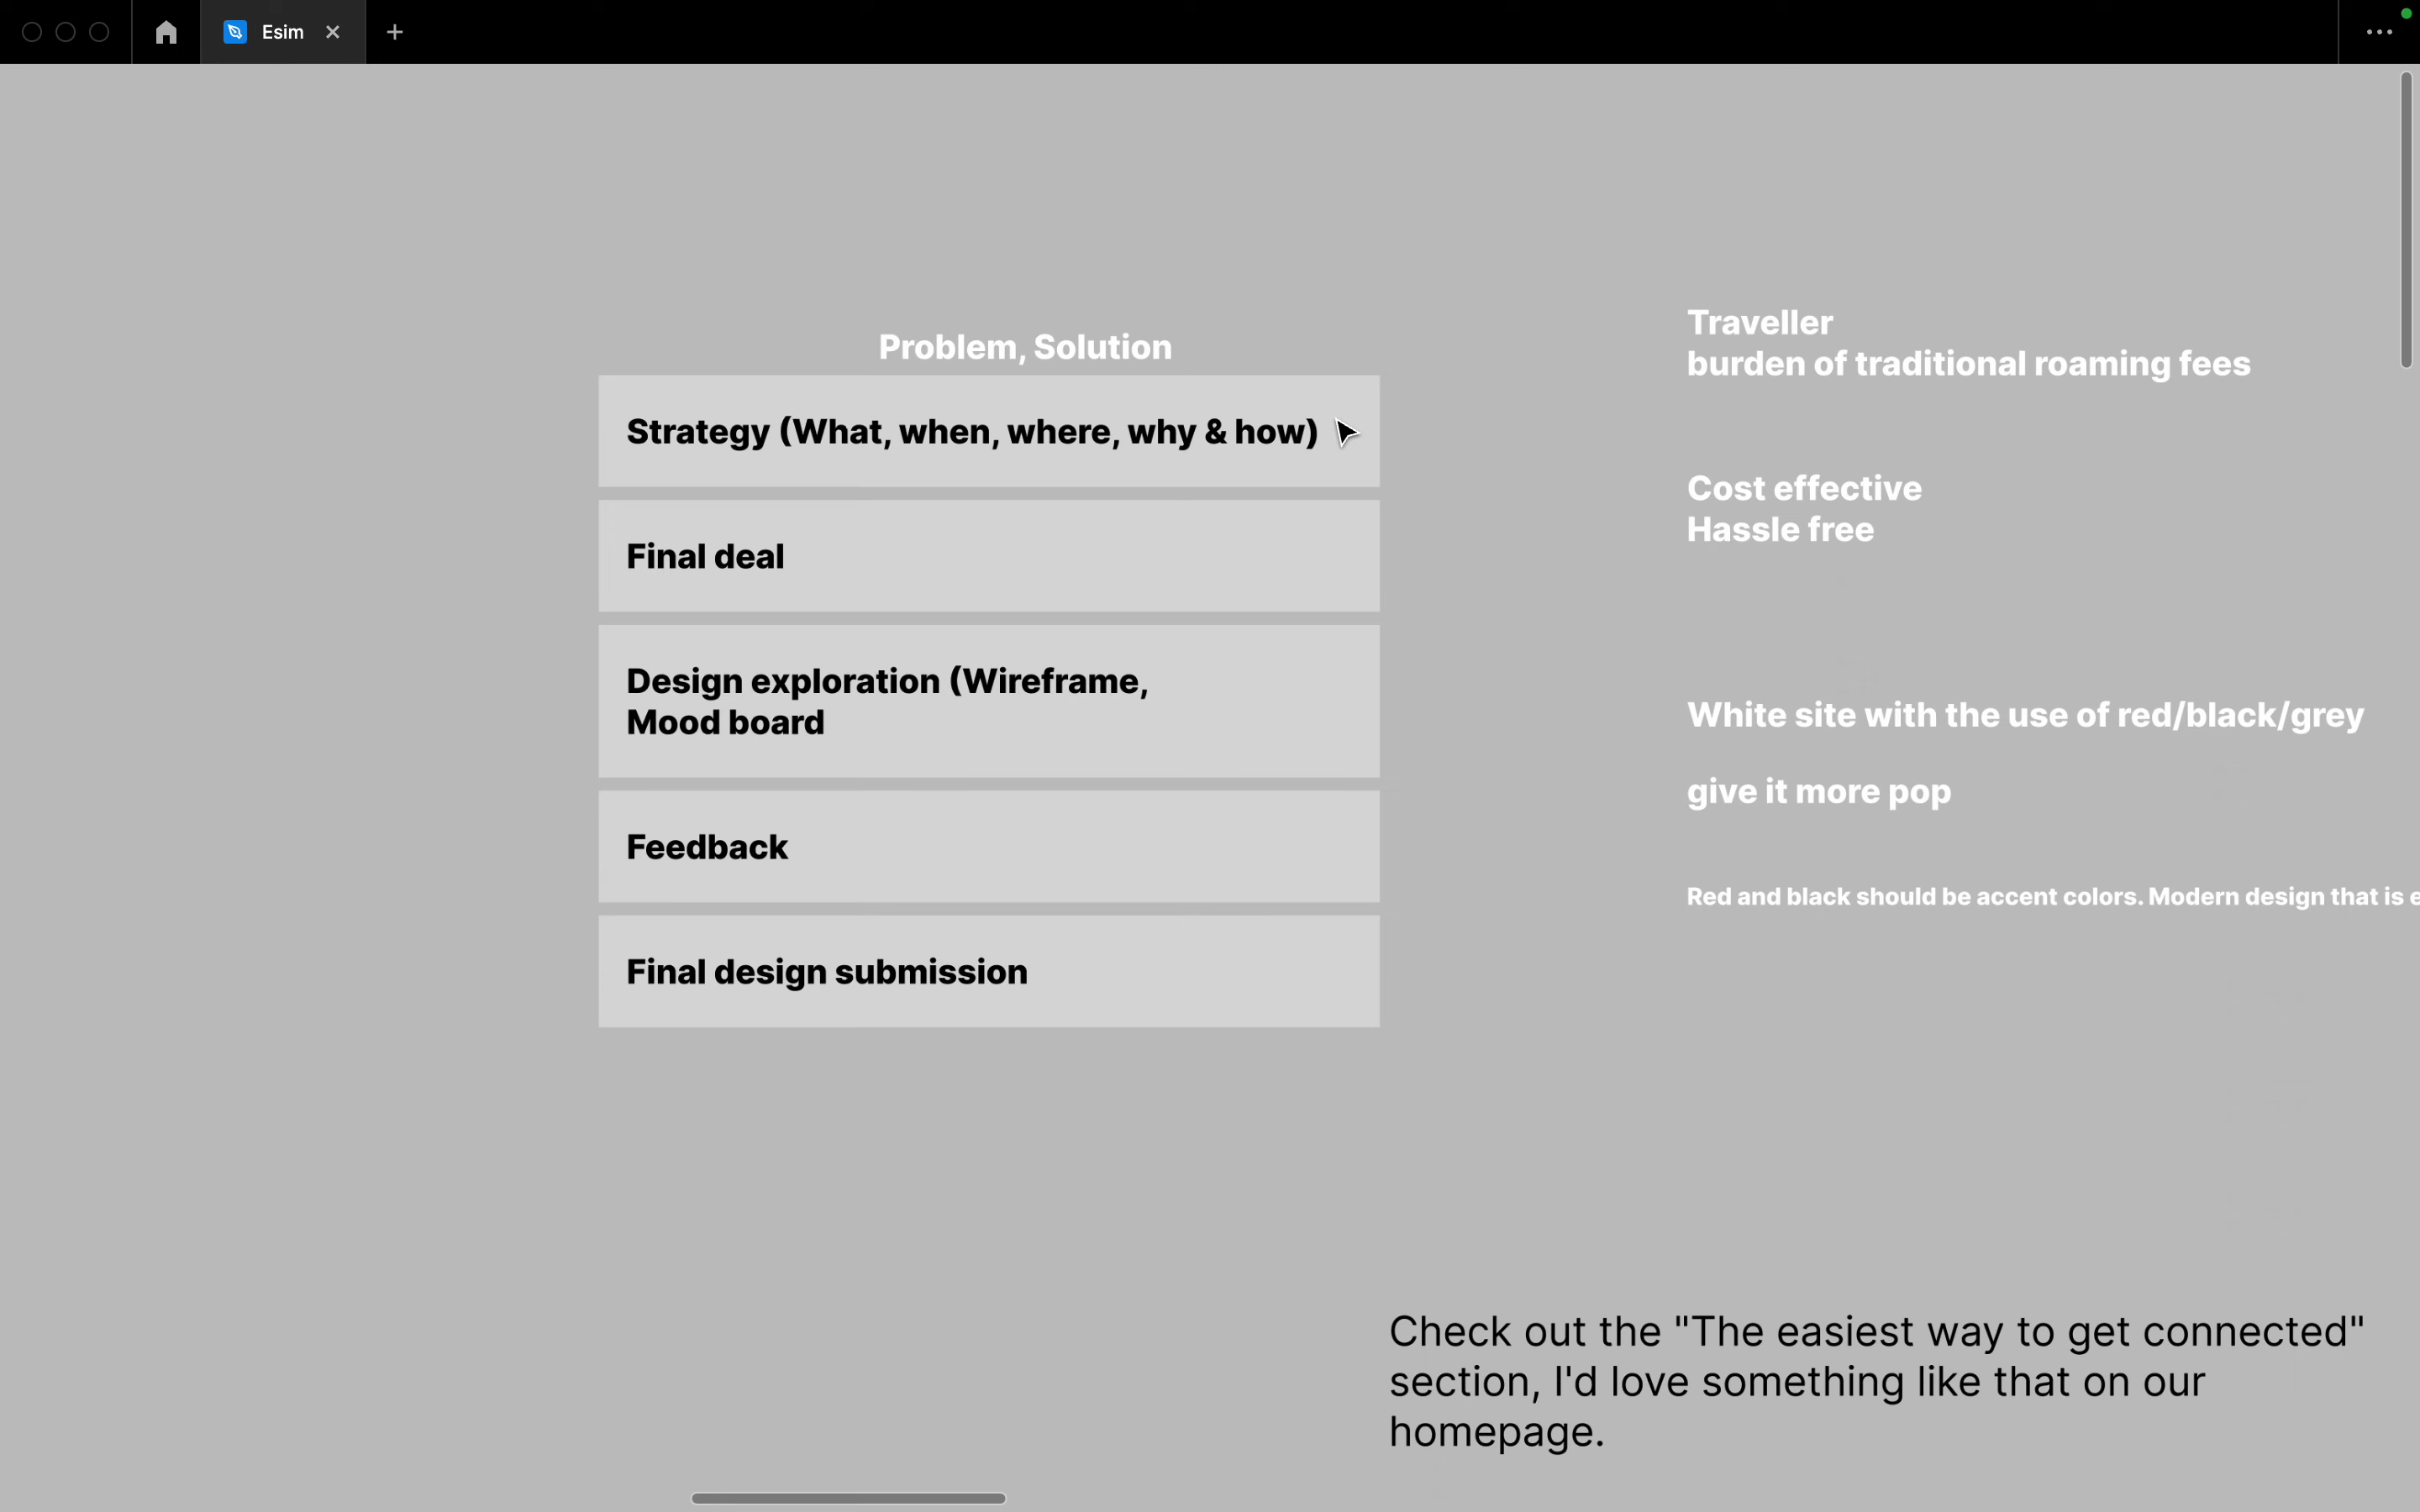 Esim
Problem, Solution
Strategy (What, when, where, why & how)
Final deal
Design exploration (Wireframe,
Mood board
Feedback
Final design submission
Traveller
burden of traditional roaming fees
Cost effective
Hassle free
White site with the use of red/black/grey
give it more pop
Red and black should be accent colors. Modern design that is
Check out the "The easiest way to get connected"
section, I'd love something like that on our
homepage.